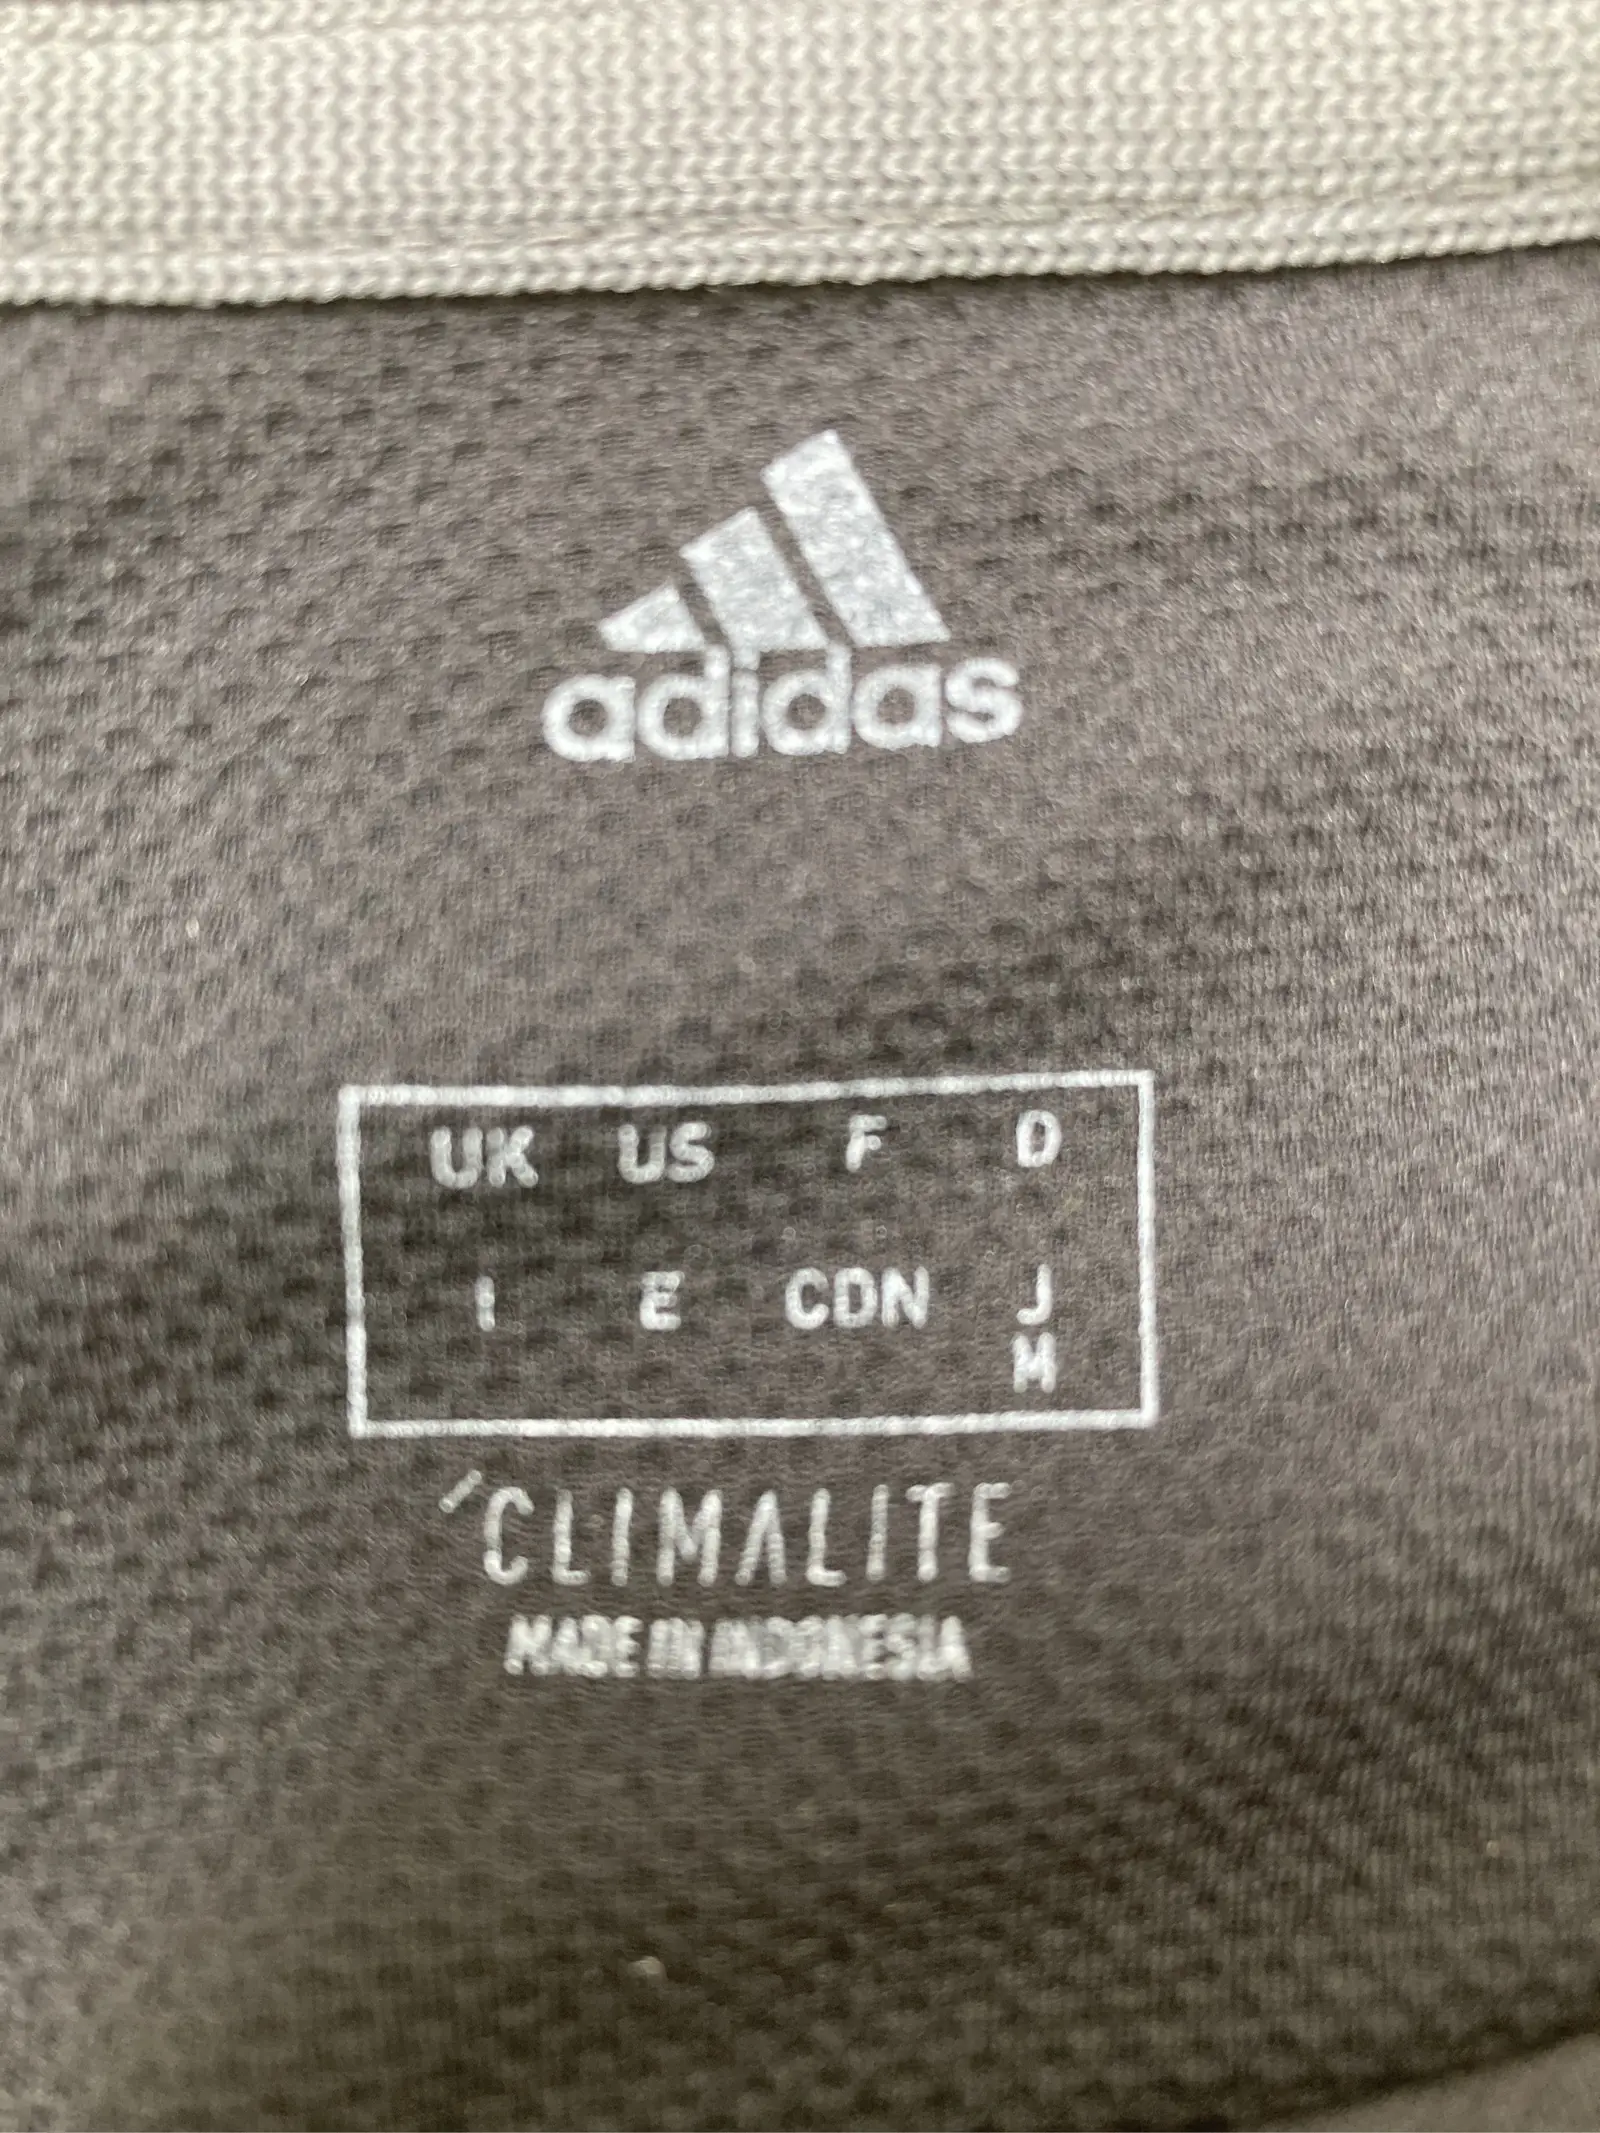 adidas
UK US F D
I E CDN J
M
CLIMALITE
MADE IN INDONESIA